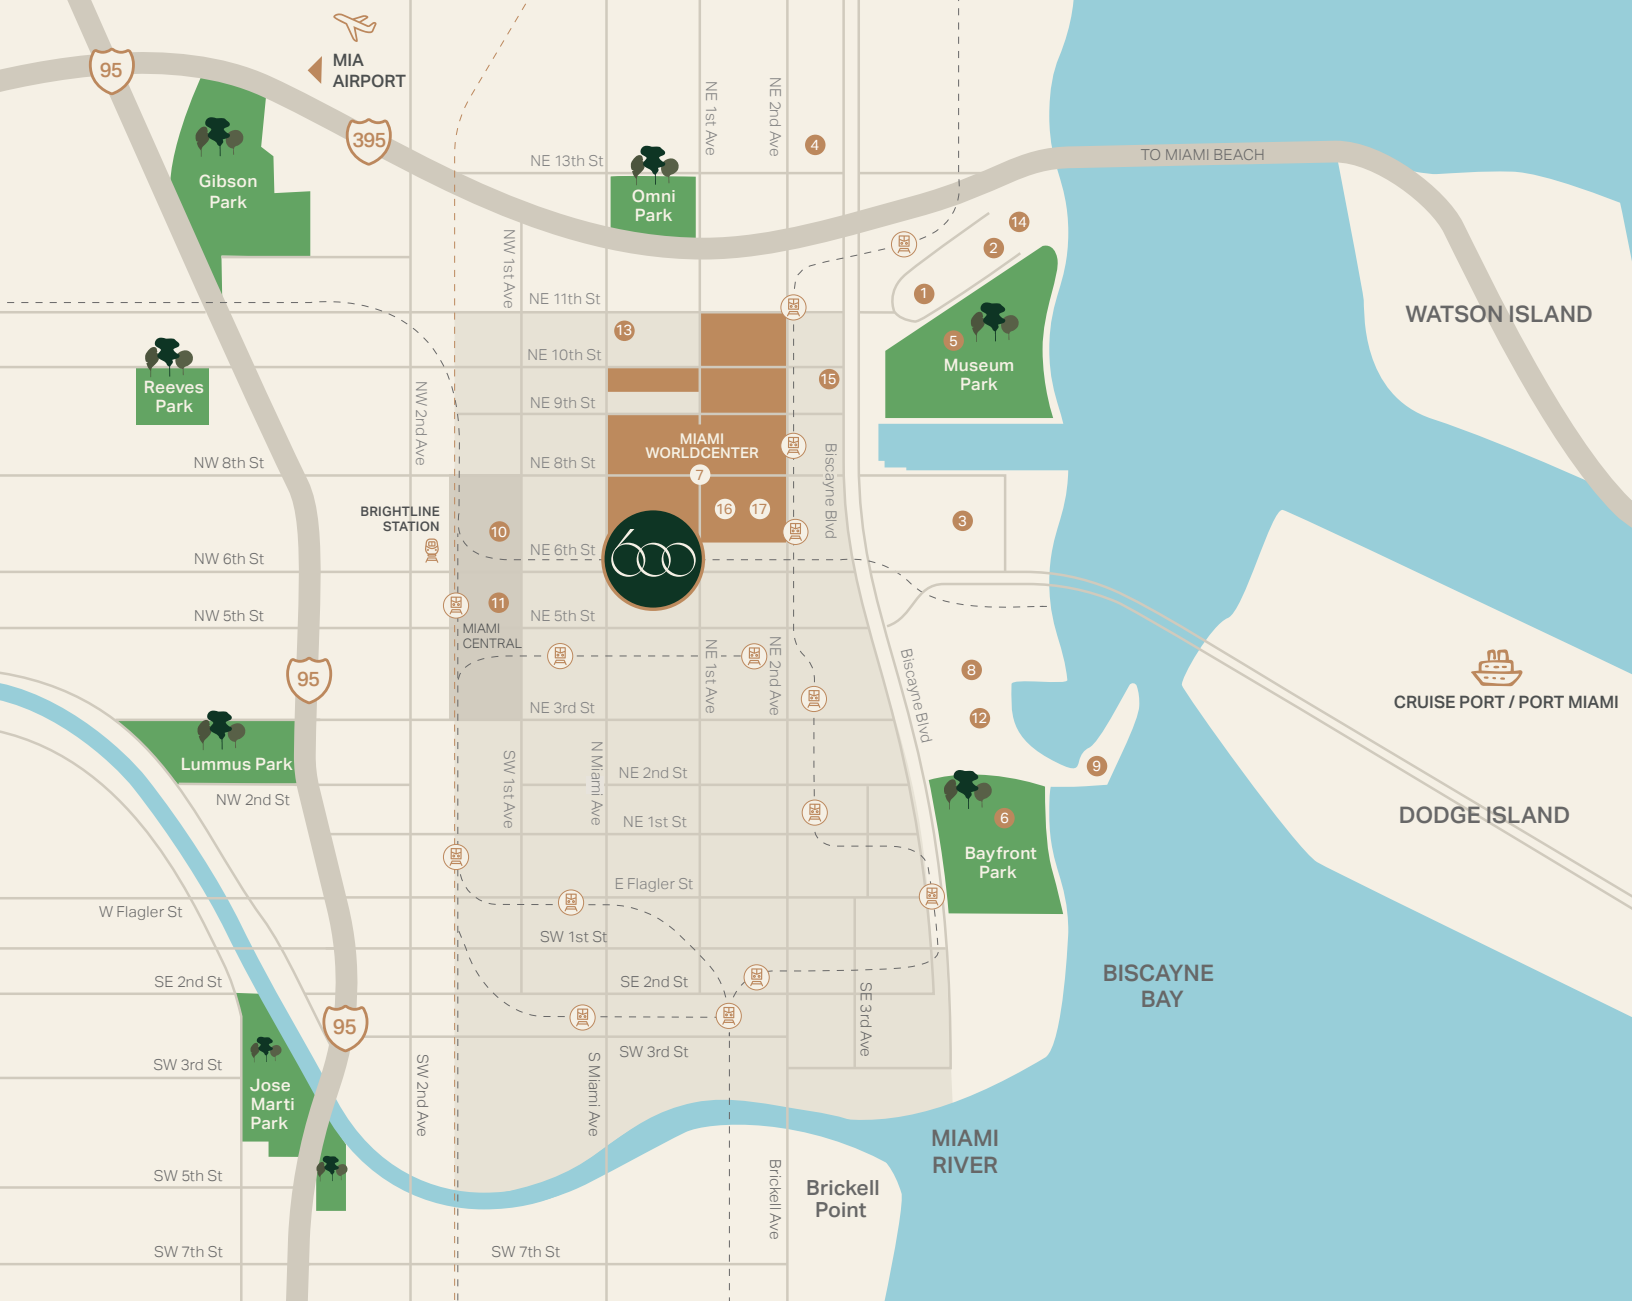 MIA
AIRPORT
95
395
NE 1st Ave
NE 2nd Ave
4
NE 13th St
TO MIAMI BEACH
Gibson
Park
Omni
Park
14
2
1
NW 1st Ave
NE 11th St
13
WATSON ISLAND
5
Museum
Park
NE 10th St
15
Reeves
Park
NW 2nd Ave
NE 9th St
MIAMI
WORLDCENTER
7
NW 8th St
NE 8th St
Biscayne Blvd
BRIGHTLINE
STATION
10
16
17
3
NW 6th St
NE 6th St
600
NW 5th St
11
NE 5th St
MIAMI
CENTRAL
NE 1st Ave
NE 2nd Ave
Biscayne Blvd
8
95
CRUISE PORT / PORT MIAMI
NE 3rd St
12
Lummus Park
9
NW 2nd St
SW 1st Ave
N Miami Ave
NE 2nd St
NE 1st St
6
DODGE ISLAND
Bayfront
Park
E Flagler St
W Flagler St
SW 1st St
SE 2nd St
SE 2nd St
BISCAYNE
BAY
SE 3rd Ave
95
SW 3rd St
SW 3rd St
SW 2nd Ave
S Miami Ave
Jose
Marti
Park
MIAMI
RIVER
SW 5th St
Brickell Ave
Brickell
Point
SW 7th St
SW 7th St